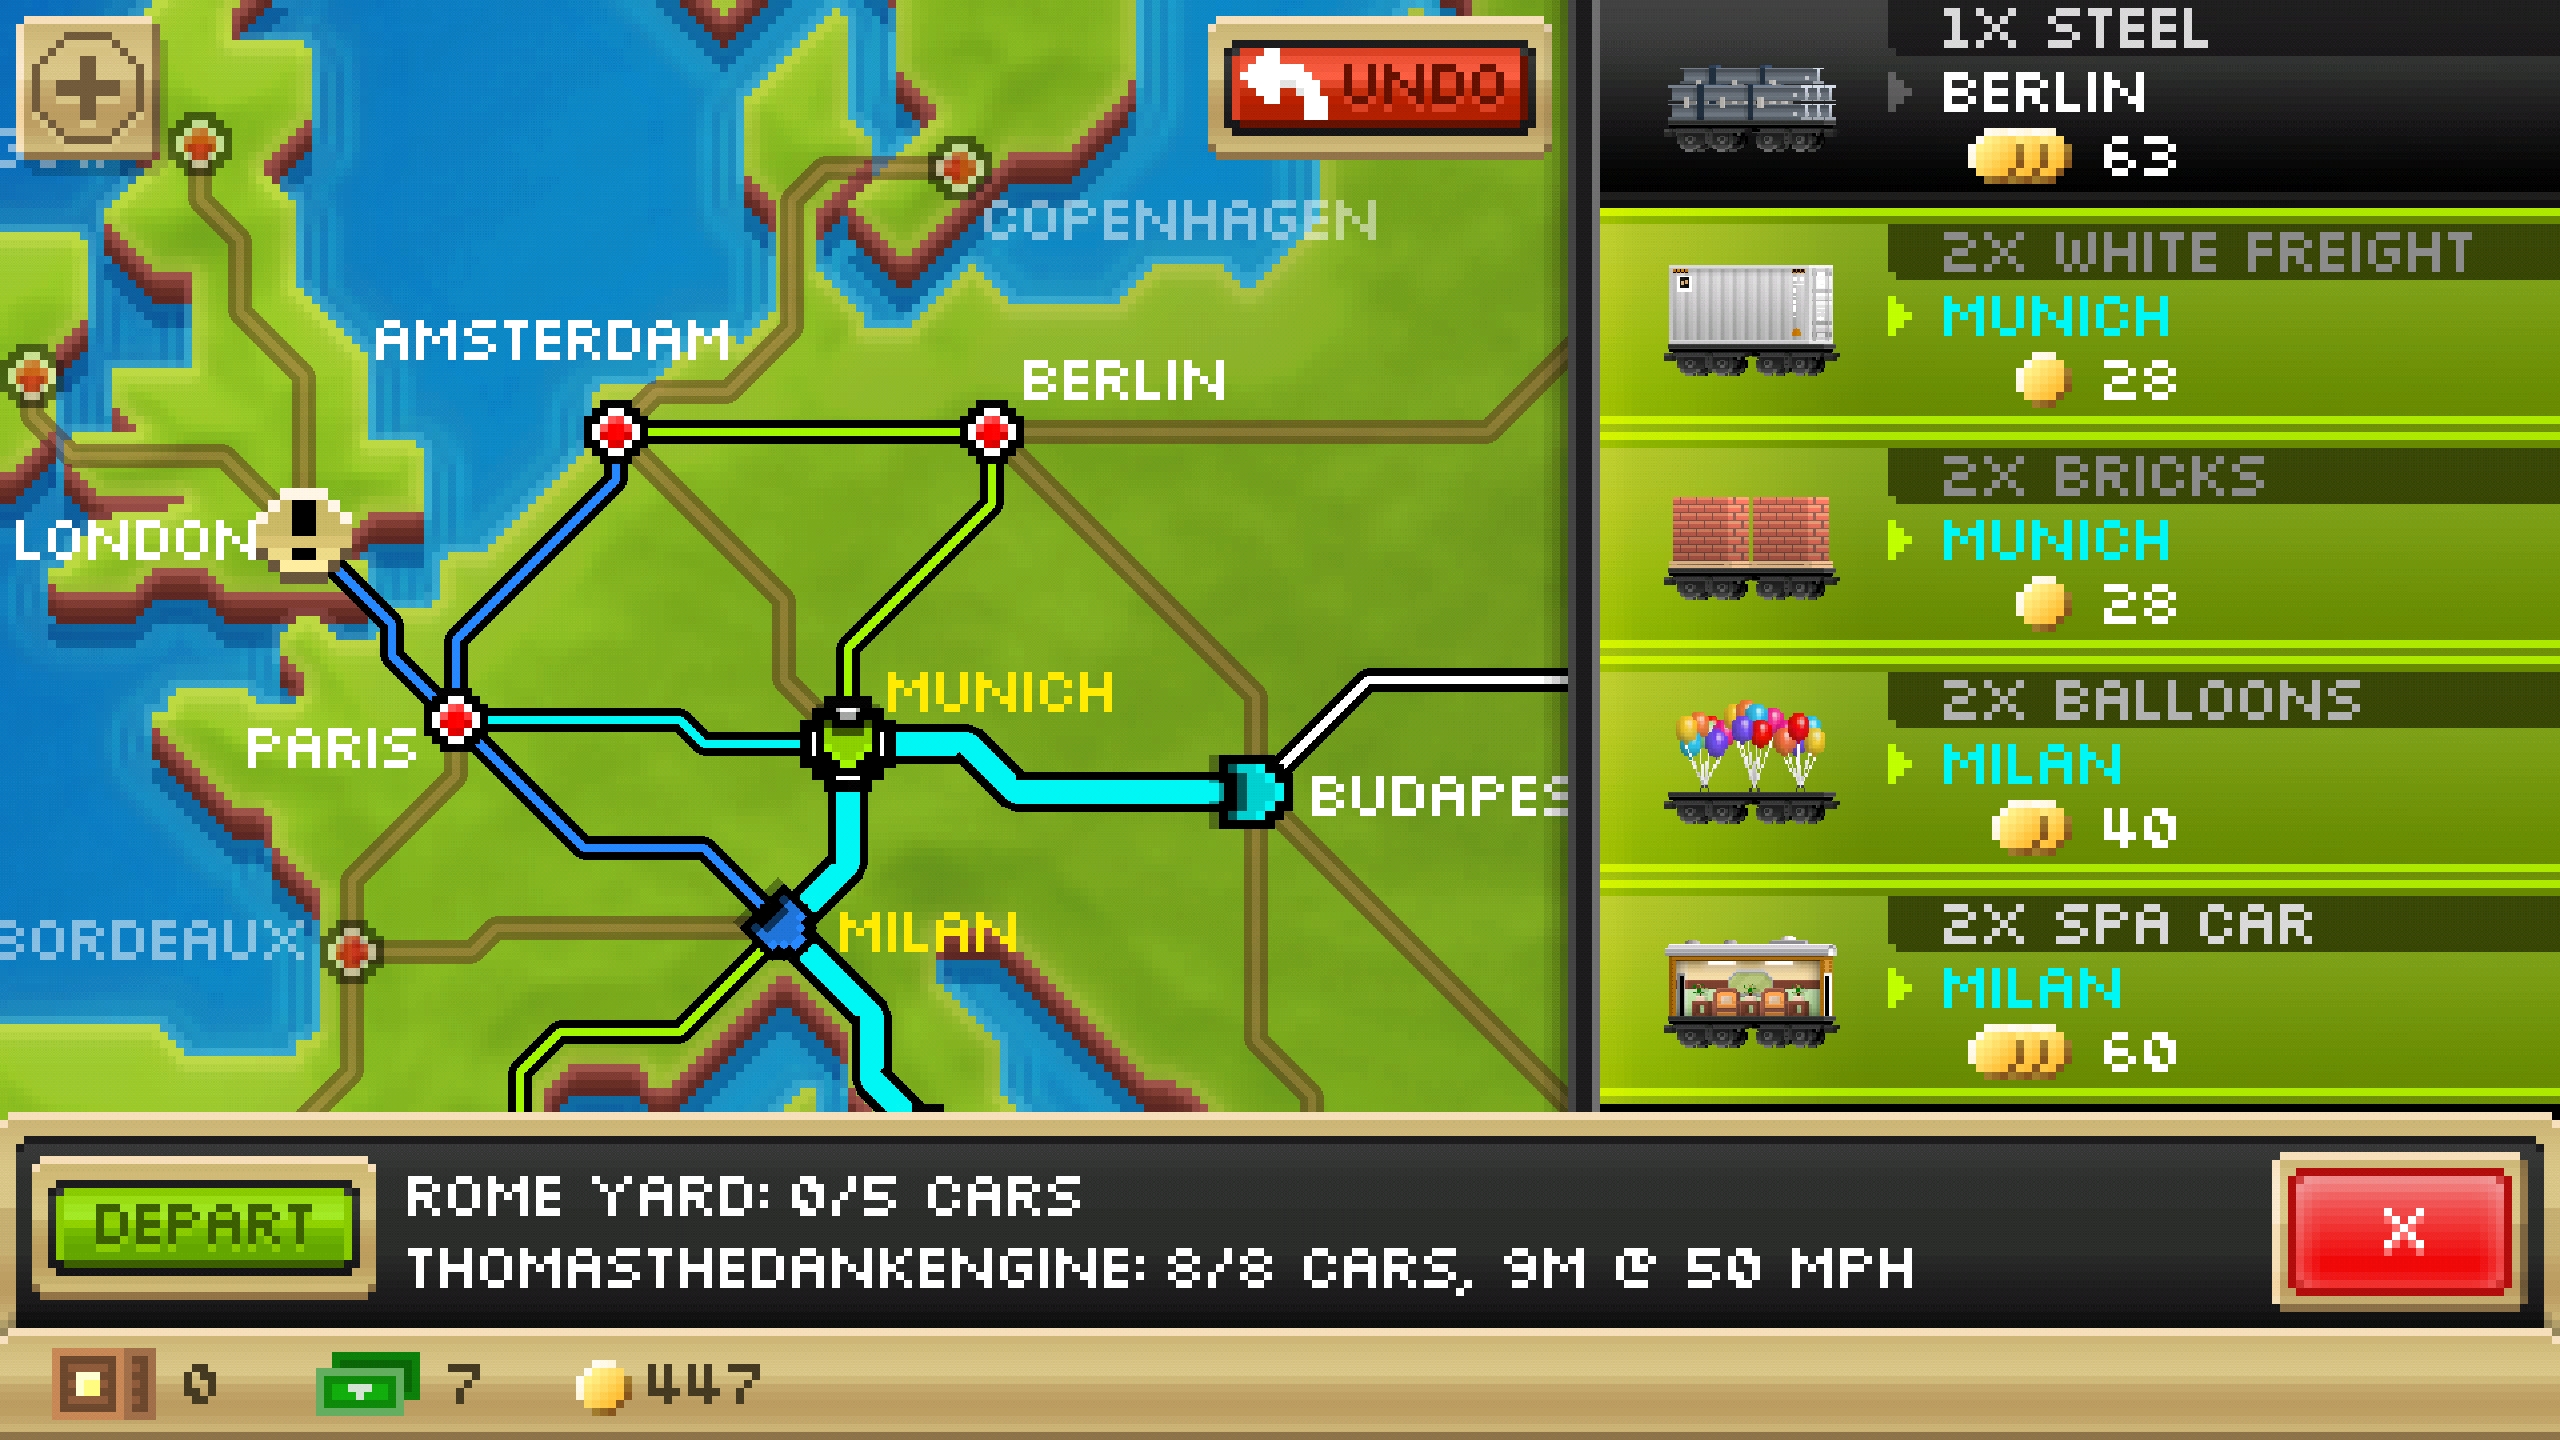 UNDO
COPENHAGEN
AMSTERDAM
BERLIN
LONDON
MUNICH
PARIS
BUDAPES
BORDEAUX
MILAN
1X STEEL
BERLIN
63
2X WHITE FREIGHT
MUNICH
28
2X BRICKS
MUNICH
28
2X BALLOONS
MILAN
40
2X SPA CAR
MILAN
60
DEPART
ROME YARD: 0/5 CARS
THOMASTHEDANKENGINE: 8/8 CARS, 9M @ 50 MPH
X
0
7
447